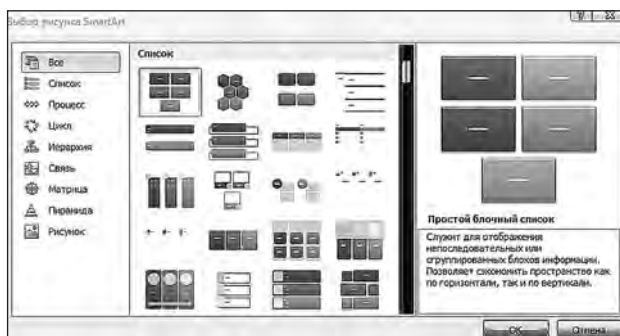 Выбор рисунка SmartArt
Все
Список
Процесс
Цикл
Иерархия
Связь
Матрица
Пирамида
Рисунок
Список
Простой блочный список
Служит для отображения
непоследовательных или
сгруппированных блоков информации.
Позволяет сэкономить пространство как
по горизонтали, так и по вертикали.
ОК
Отмена